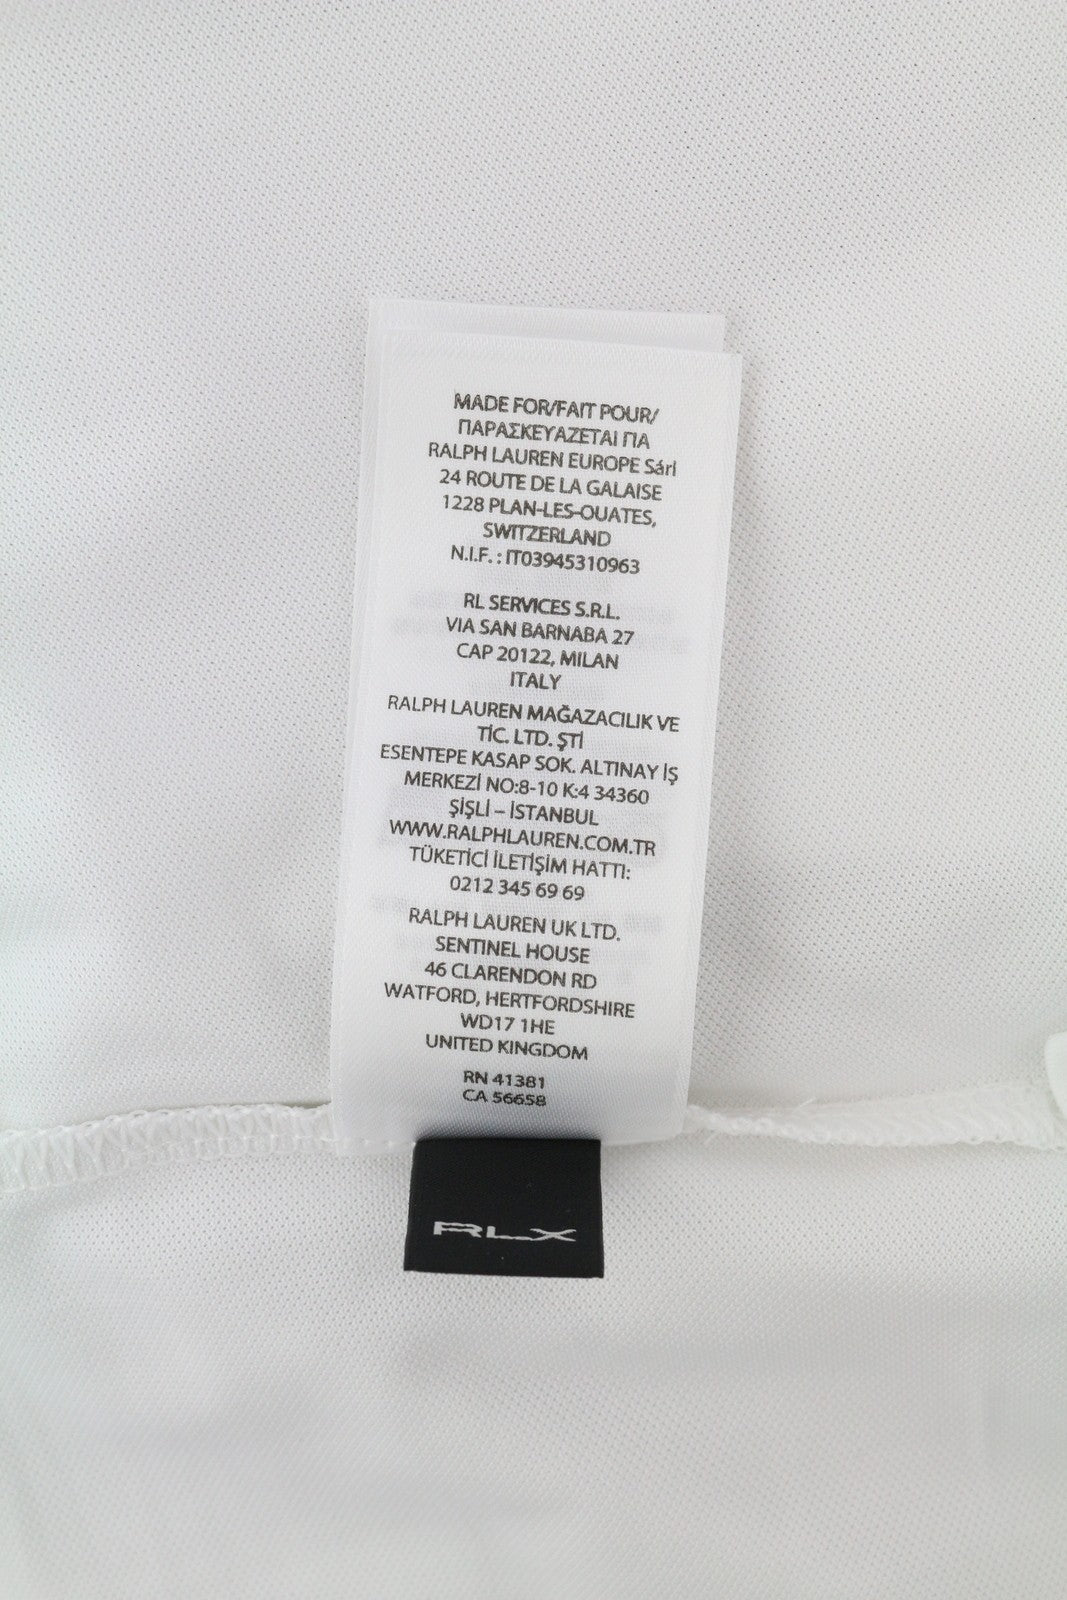 MADE FOR/FAIT POUR/
ΠΑΡΑΣΚΕΥΑΖΕΤΑΙ ΓΙΑ
RALPH LAUREN EUROPE Sárl
24 ROUTE DE LA GALAISE
1228 PLAN-LES-OUATES,
SWITZERLAND
N.I.F. : IT03945310963
RL SERVICES S.R.L.
VIA SAN BARNABA 27
CAP 20122, MILAN
ITALY
RALPH LAUREN MAĞAZACILIK VE
TİC. LTD. ŞTİ
ESENTEPE KASAP SOK. ALTINAY İŞ
MERKEZİ NO:8-10 K:4 34360
ŞİŞLİ – İSTANBUL
WWW.RALPHLAUREN.COM.TR
TÜKETİCİ İLETİŞİM HATTI:
0212 345 69 69
RALPH LAUREN UK LTD.
SENTINEL HOUSE
46 CLARENDON RD
WATFORD, HERTFORDSHIRE
WD17 1HE
UNITED KINGDOM
RN 41381
CA 56658
RLX